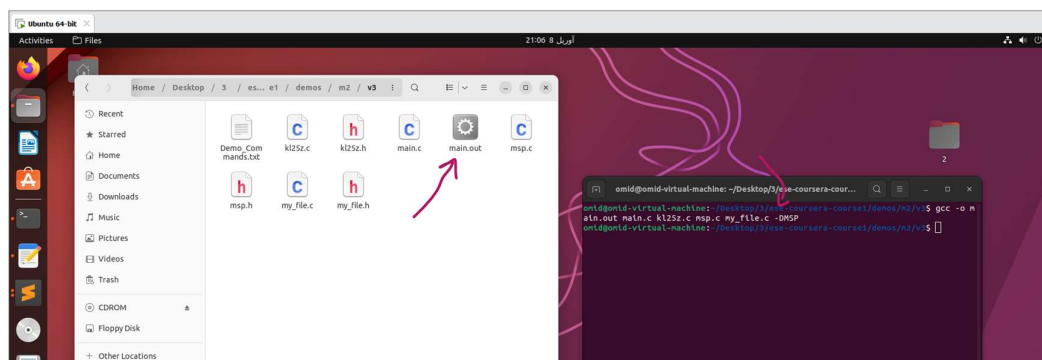 Ubuntu 64-bit
Activities
Files
21:06 8 آوریل
Home / Desktop / 3 / es... e1 / demos / m2 / v3
Recent
Starred
Home
Documents
Downloads
Music
Pictures
Videos
Trash
CDROM
Floppy Disk
+ Other Locations
Demo_Com
mands.txt
kl25z.c
kl25z.h
main.c
main.out
msp.c
msp.h
my_file.c
my_file.h
2
omid@omid-virtual-machine: ~/Desktop/3/ese-coursera-cour...
omid@omid-virtual-machine:~/Desktop/3/ese-coursera-course1/demos/m2/v3$ gcc -o m
ain.out main.c kl25z.c msp.c my_file.c -DMSP
omid@omid-virtual-machine:~/Desktop/3/ese-coursera-course1/demos/m2/v3$